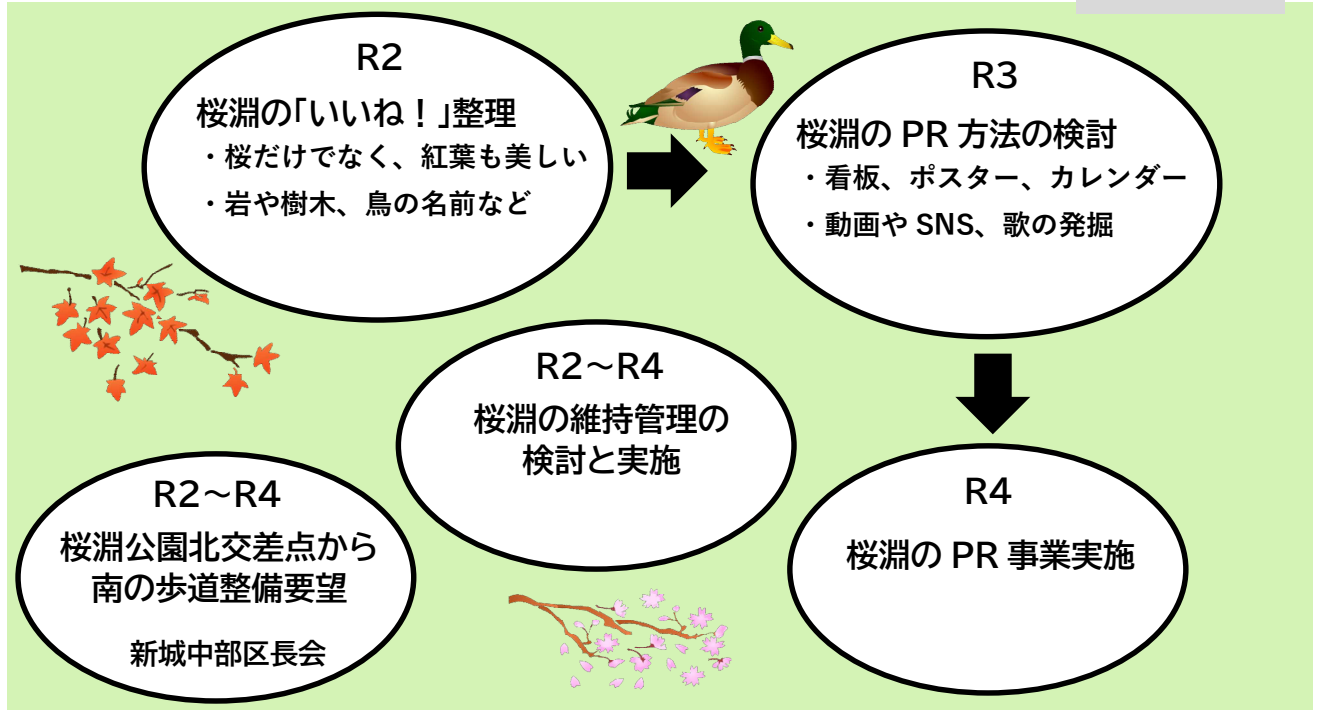 R2
桜淵の「いいね！」整理
・桜だけでなく、紅葉も美しい
・岩や樹木、鳥の名前など
R3
桜淵の PR 方法の検討
・看板、ポスター、カレンダー
・動画や SNS、歌の発掘
R2～R4
桜淵の維持管理の
検討と実施
R2～R4
桜淵公園北交差点から
南の歩道整備要望
新城中部区長会
R4
桜淵の PR 事業実施